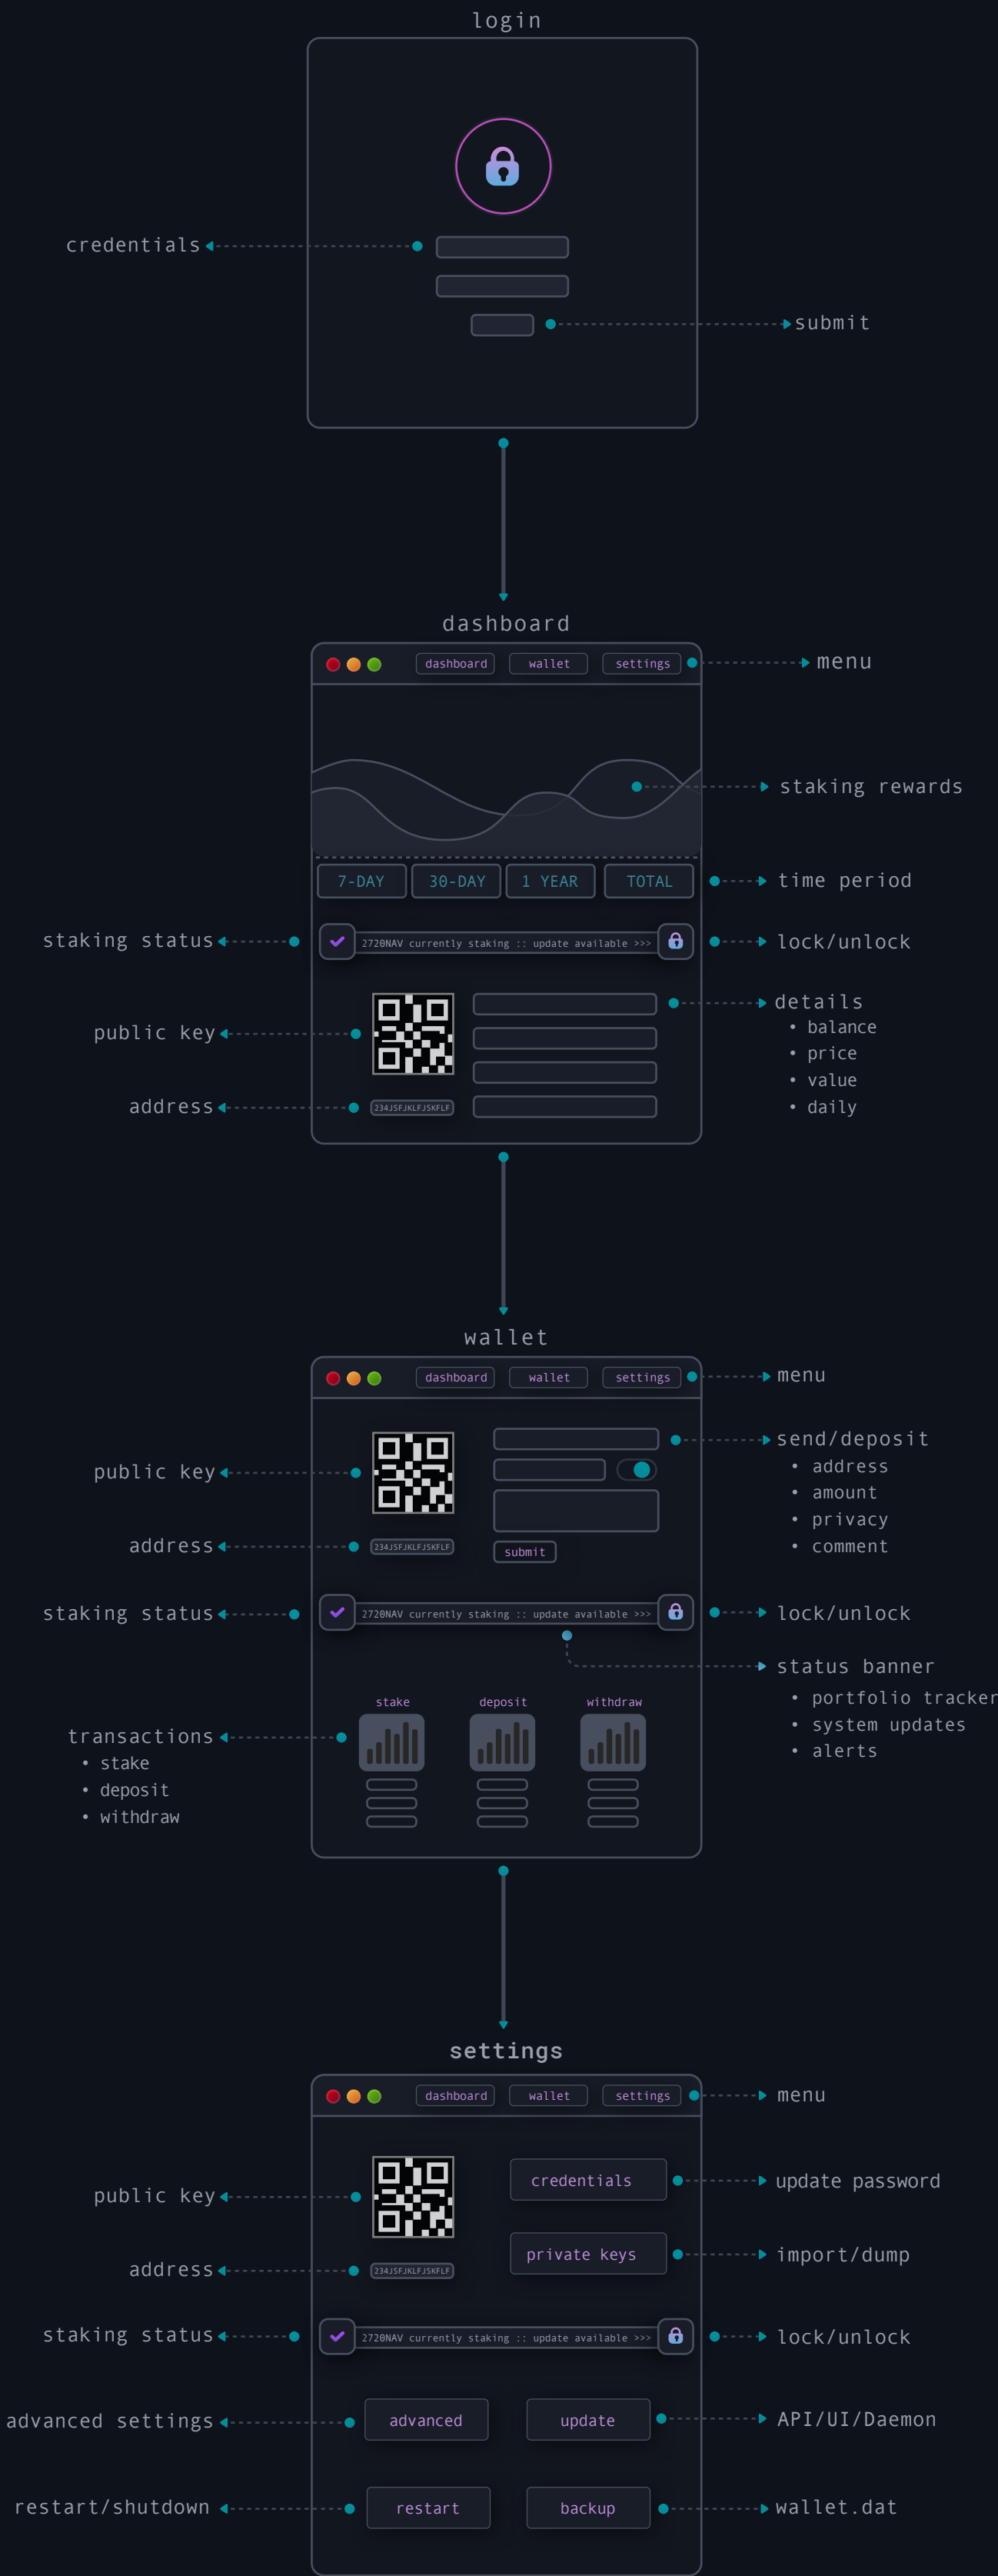 login
credentials
submit
dashboard
dashboard wallet settings
menu
staking rewards
7-DAY 30-DAY 1 YEAR TOTAL
time period
staking status
2720NAV currently staking :: update available >>>
lock/unlock
public key
details
• balance
• price
• value
• daily
address
234JSFJKLFJSKFLF
wallet
dashboard wallet settings
menu
public key
send/deposit
• address
• amount
• privacy
• comment
address
234JSFJKLFJSKFLF
submit
staking status
2720NAV currently staking :: update available >>>
lock/unlock
status banner
• portfolio tracker
• system updates
• alerts
stake deposit withdraw
transactions
• stake
• deposit
• withdraw
settings
dashboard wallet settings
menu
public key
credentials
update password
private keys
import/dump
address
234JSFJKLFJSKFLF
staking status
2720NAV currently staking :: update available >>>
lock/unlock
advanced settings
advanced
update
API/UI/Daemon
restart/shutdown
restart
backup
wallet.dat